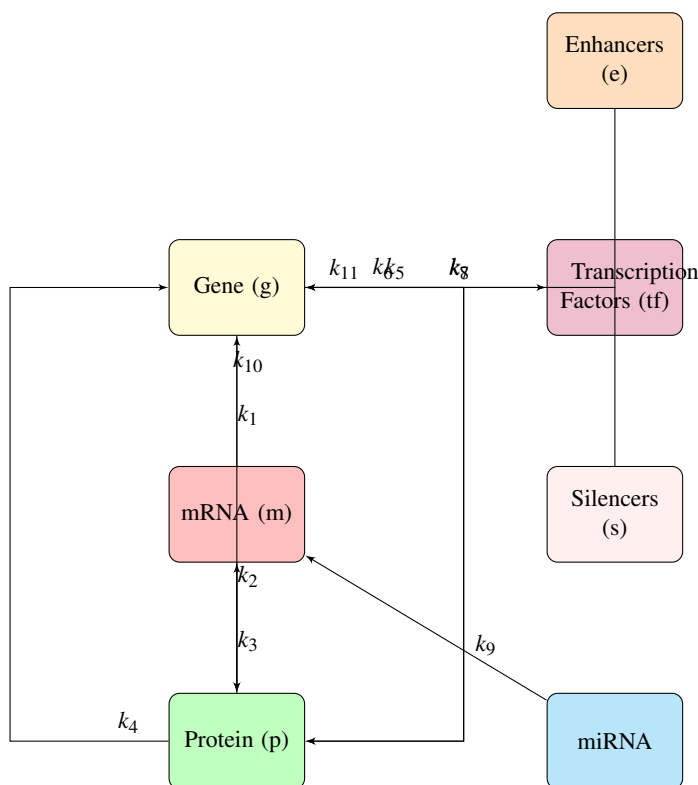 Enhancers
(e)
Gene (g)
k11
k5
Transcription
Factors (tf)
k10
k1
mRNA (m)
Silencers
(s)
k2
k3
k9
k4
Protein (p)
miRNA